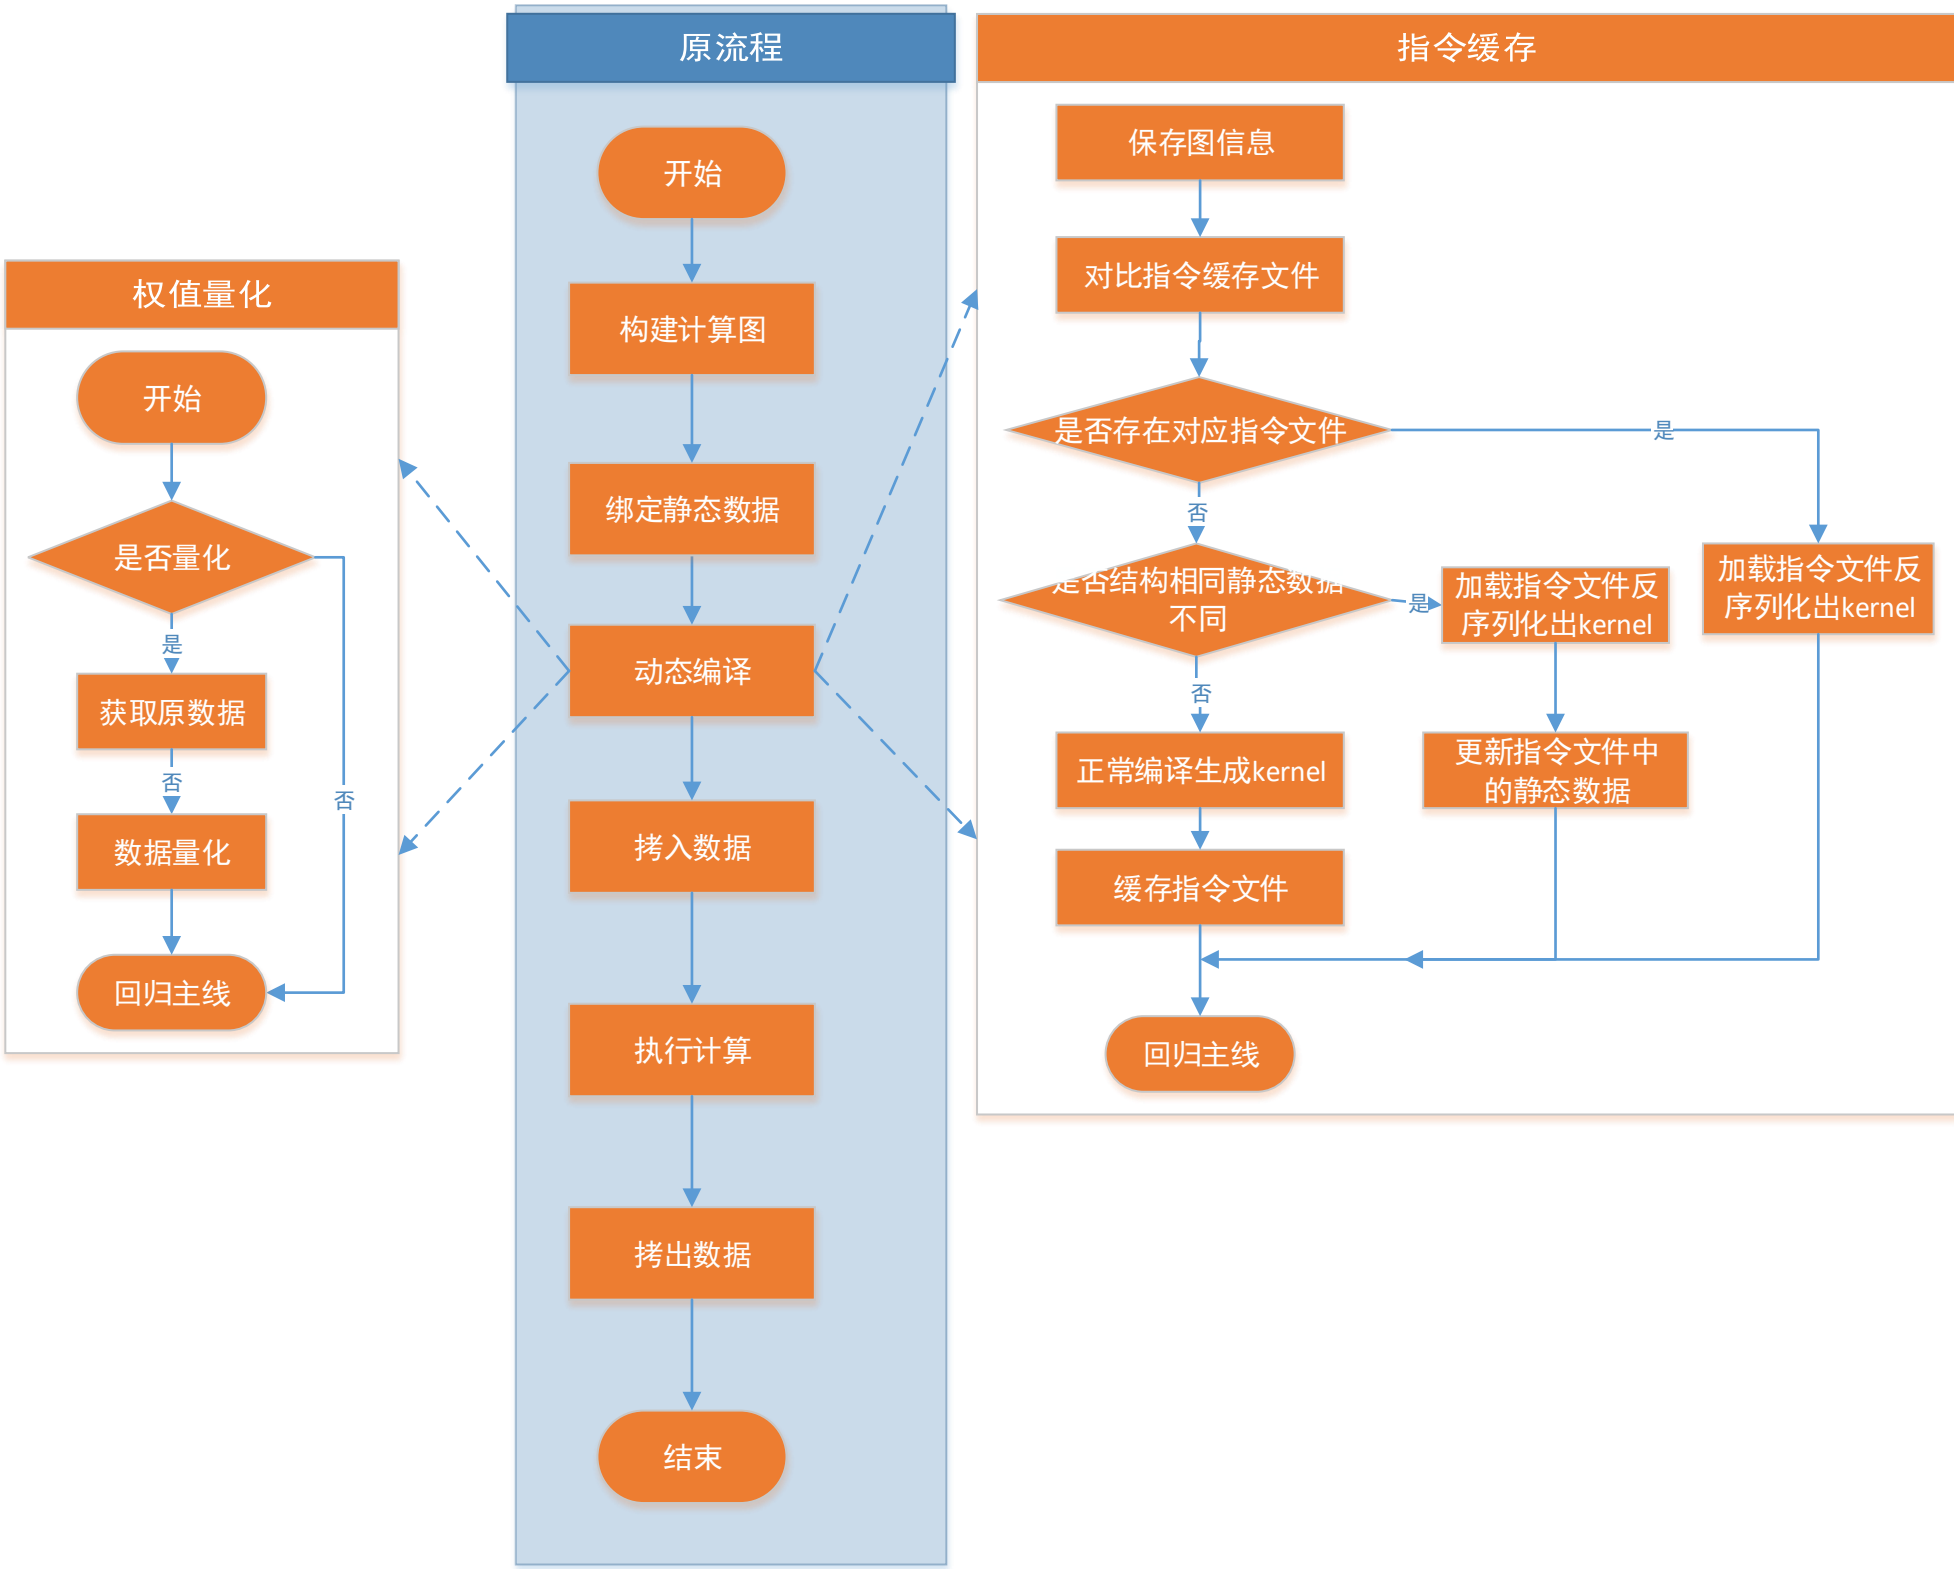 权值量化
开始
是否量化
是
获取原数据
否
数据量化
否
回归主线
原流程
开始
构建计算图
绑定静态数据
动态编译
拷入数据
执行计算
拷出数据
结束
指令缓存
保存图信息
对比指令缓存文件
是否存在对应指令文件
是
否
是否结构相同静态数据
不同
是
加载指令文件反
序列化出kernel
加载指令文件反
序列化出kernel
否
正常编译生成kernel
更新指令文件中
的静态数据
缓存指令文件
回归主线